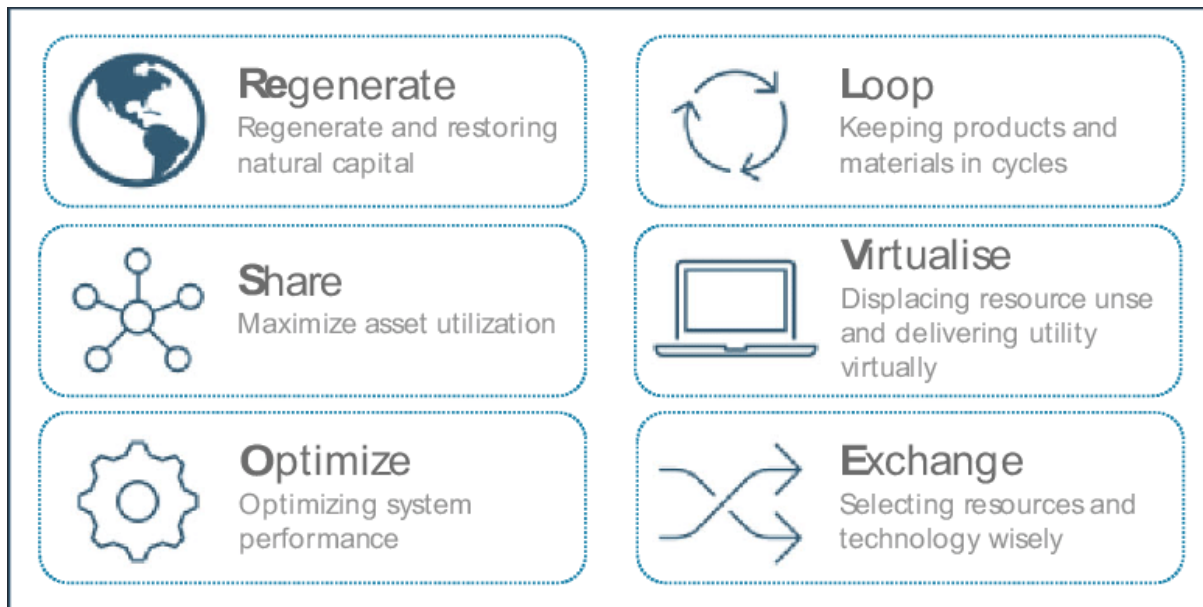 Regenerate
Regenerate and restoring
natural capital
Share
Maximize asset utilization
Optimize
Optimizing system
performance
Loop
Keeping products and
materials in cycles
Virtualise
Displacing resource unse
and delivering utility
virtually
Exchange
Selecting resources and
technology wisely